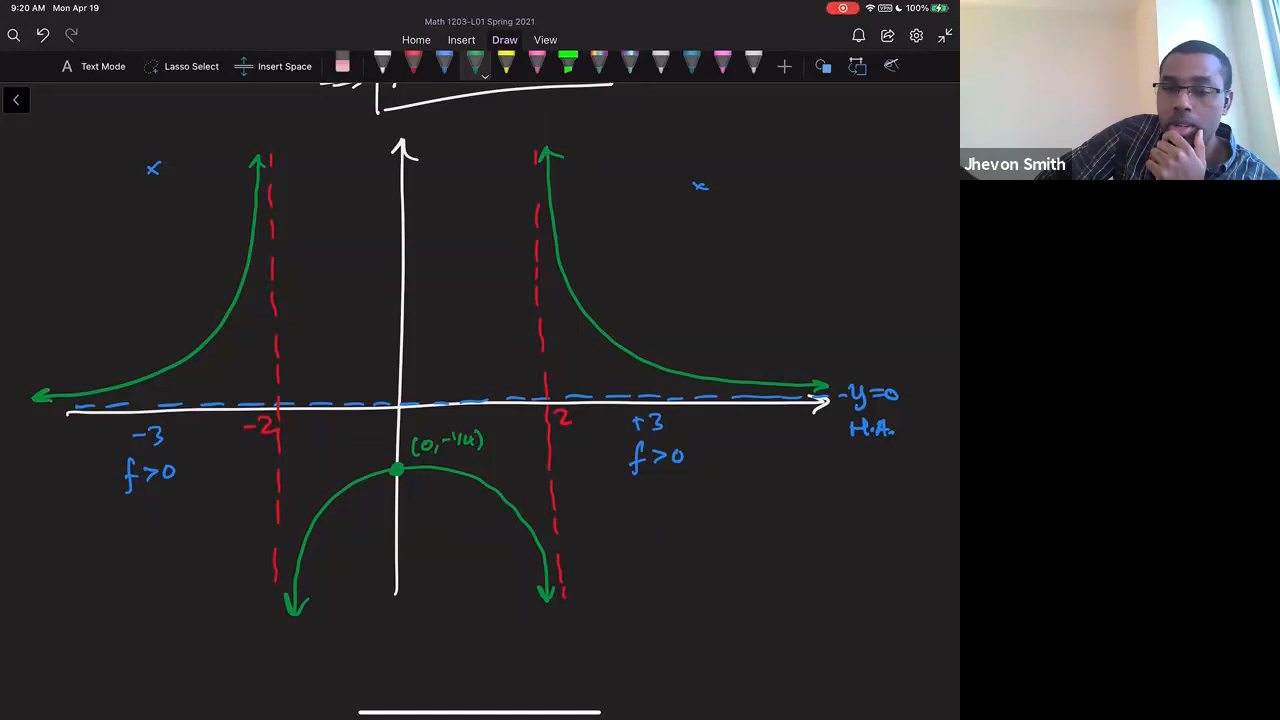 9:20 AM Mon Apr 19
VPN 100%
Math 1203-L01 Spring 2021
Home Insert Draw View
Text Mode Lasso Select Insert Space
Jhevon Smith
x
x
y=0
H.A.
-3
-2
2
+3
(0,-1/4)
f>0
f>0